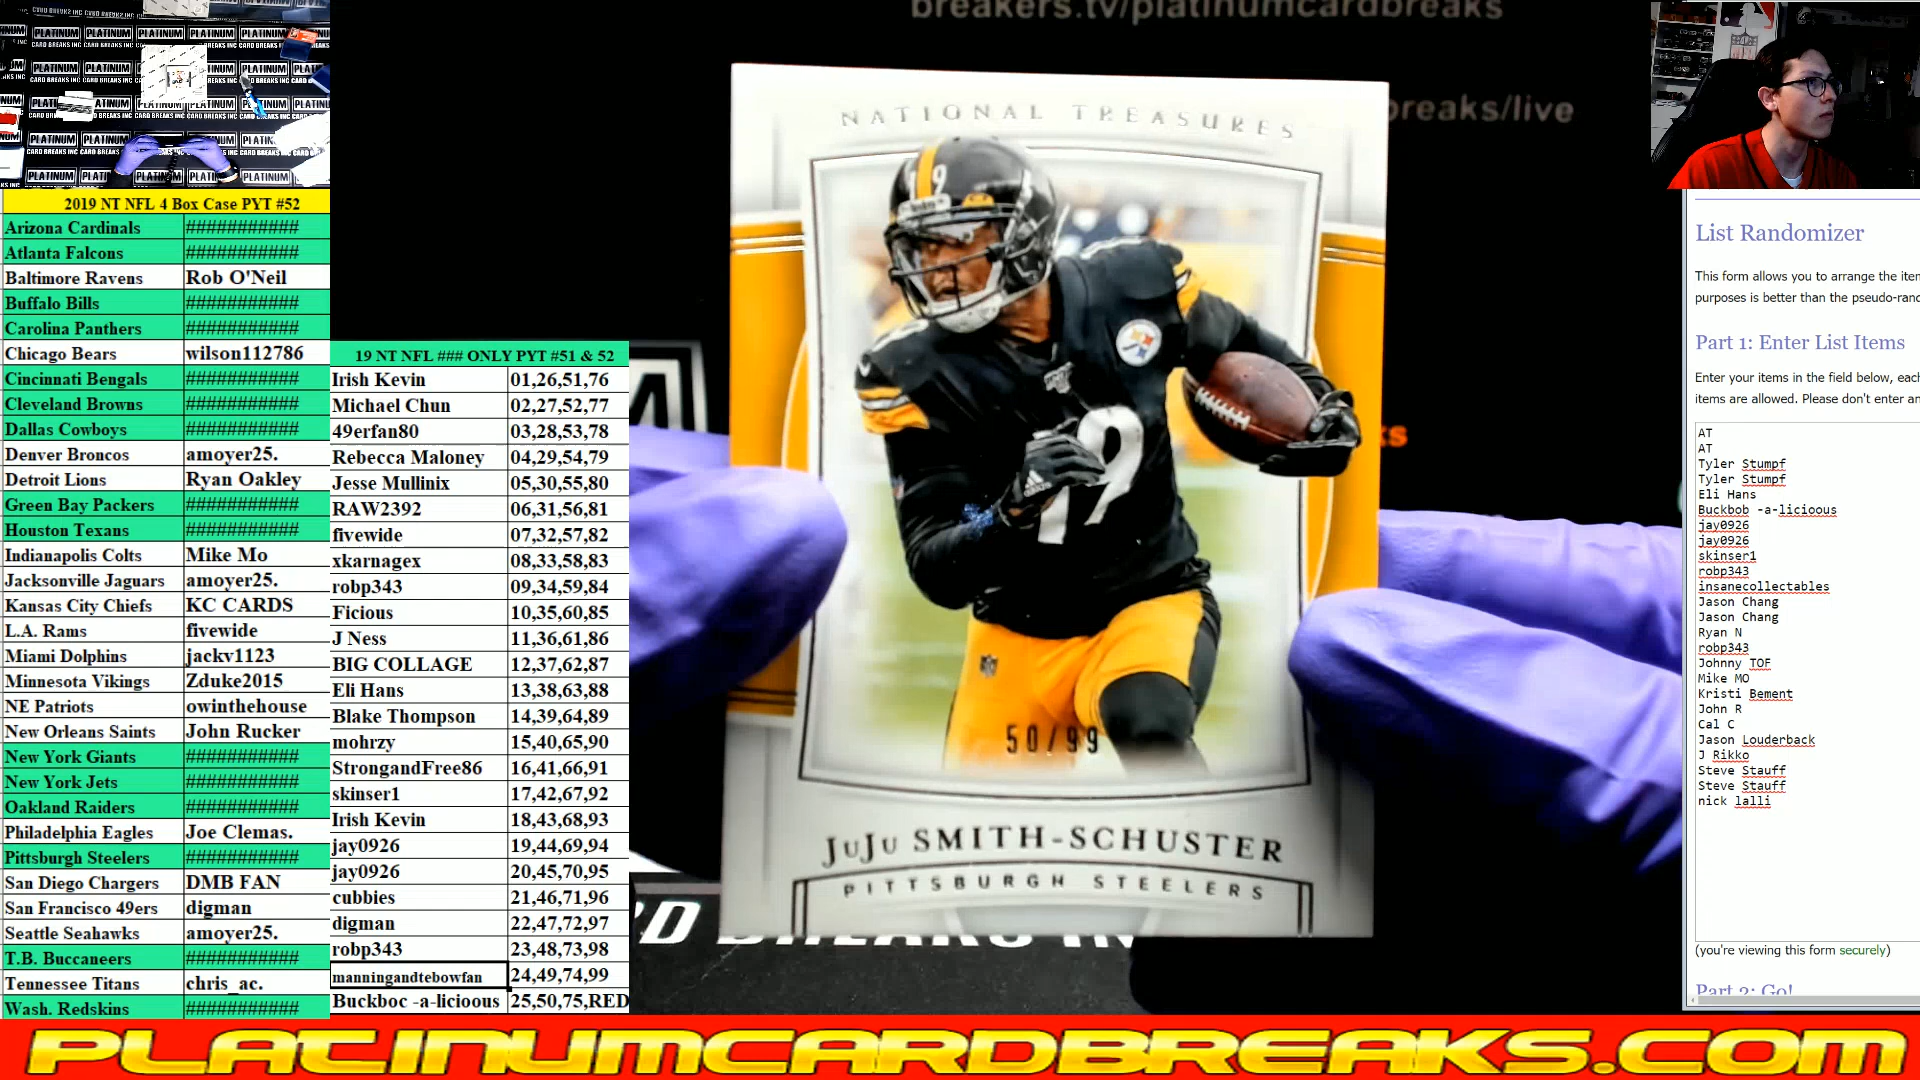 breakers.tv/platinumcardbreaks
breaks/live
NATIONAL TREASURES
19
50/99
JuJu SMITH-SCHUSTER
PITTSBURGH STEELERS
2019 NT NFL 4 Box Case PYT #52
Arizona Cardinals ###########
Atlanta Falcons ###########
Baltimore Ravens Rob O'Neil
Buffalo Bills ###########
Carolina Panthers ###########
Chicago Bears wilson112786
Cincinnati Bengals ###########
Cleveland Browns ###########
Dallas Cowboys ###########
Denver Broncos amoyer25.
Detroit Lions Ryan Oakley
Green Bay Packers ###########
Houston Texans ###########
Indianapolis Colts Mike Mo
Jacksonville Jaguars amoyer25.
Kansas City Chiefs KC CARDS
L.A. Rams fivewide
Miami Dolphins jackv1123
Minnesota Vikings Zduke2015
NE Patriots owinthehouse
New Orleans Saints John Rucker
New York Giants ###########
New York Jets ###########
Oakland Raiders ###########
Philadelphia Eagles Joe Clemas.
Pittsburgh Steelers ###########
San Diego Chargers DMB FAN
San Francisco 49ers digman
Seattle Seahawks amoyer25.
T.B. Buccaneers ###########
Tennessee Titans chris_ac.
Wash. Redskins ###########
19 NT NFL ### ONLY PYT #51 & 52
Irish Kevin 01,26,51,76
Michael Chun 02,27,52,77
49erfan80 03,28,53,78
Rebecca Maloney 04,29,54,79
Jesse Mullinix 05,30,55,80
RAW2392 06,31,56,81
fivewide 07,32,57,82
xkarnagex 08,33,58,83
robp343 09,34,59,84
Ficious 10,35,60,85
J Ness 11,36,61,86
BIG COLLAGE 12,37,62,87
Eli Hans 13,38,63,88
Blake Thompson 14,39,64,89
mohrzy 15,40,65,90
StrongandFree86 16,41,66,91
skinser1 17,42,67,92
Irish Kevin 18,43,68,93
jay0926 19,44,69,94
jay0926 20,45,70,95
cubbies 21,46,71,96
digman 22,47,72,97
robp343 23,48,73,98
manningandtebowfan 24,49,74,99
Buckboc -a-licioous 25,50,75,RED
List Randomizer
This form allows you to arrange the iten
purposes is better than the pseudo-ranc
Part 1: Enter List Items
Enter your items in the field below, eac
items are allowed. Please don't enter an
AT
AT
Tyler Stumpf
Tyler Stumpf
Eli Hans
Buckbob -a-licioous
jay0926
jay0926
skinser1
robp343
insanecollectables
Jason Chang
Jason Chang
Ryan N
robp343
Johnny TOF
Mike MO
Kristi Bement
John R
Cal C
Jason Louderback
J Rikko
Steve Stauff
Steve Stauff
nick lalli
(you're viewing this form securely)
Part 2: Go!
PLATINUMCARDBREAKS.COM